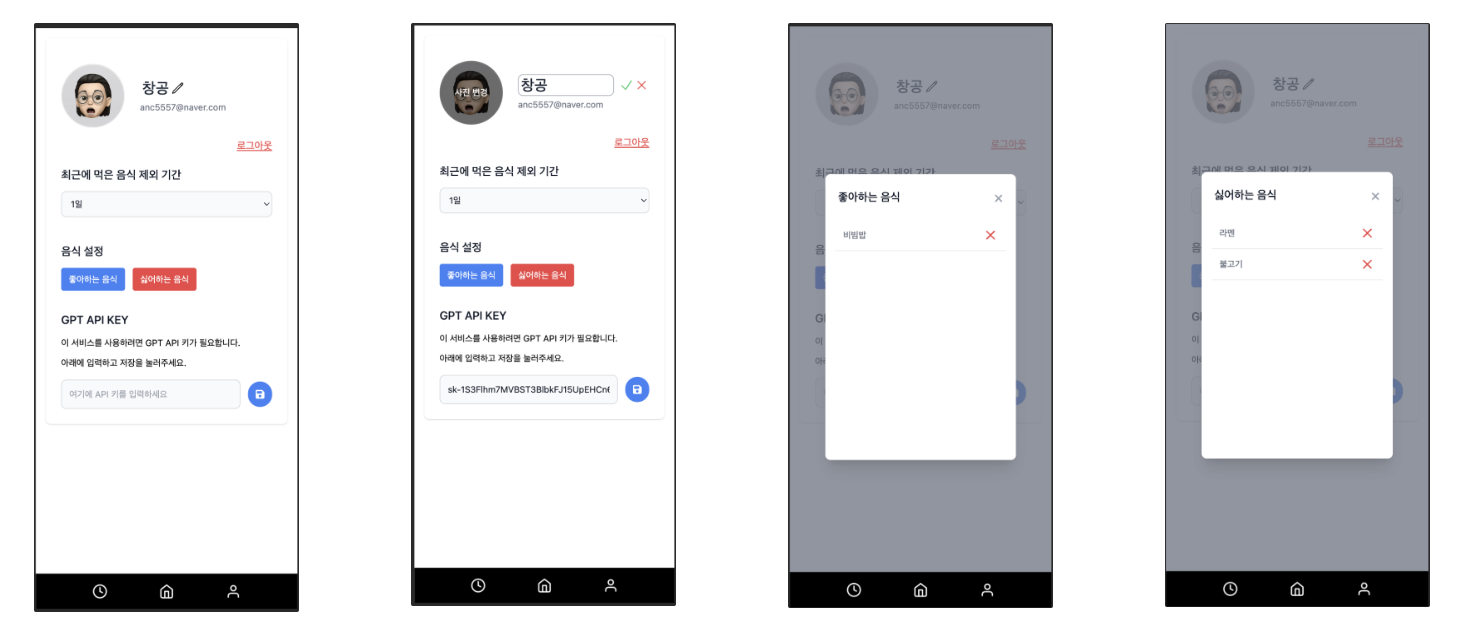 창공
anc5557@naver.com
로그아웃
최근에 먹은 음식 제외 기간
1일
음식 설정
좋아하는 음식
싫어하는 음식
GPT API KEY
이 서비스를 사용하려면 GPT API 키가 필요합니다.
아래에 입력하고 저장을 눌러주세요.
여기에 API 키를 입력하세요
사진 변경
창공
anc5557@naver.com
로그아웃
최근에 먹은 음식 제외 기간
1일
음식 설정
좋아하는 음식
싫어하는 음식
GPT API KEY
이 서비스를 사용하려면 GPT API 키가 필요합니다.
아래에 입력하고 저장을 눌러주세요.
창공
anc5557@naver.com
로그아웃
좋아하는 음식
비빔밥
창공
anc5557@naver.com
로그아웃
싫어하는 음식
라멘
불고기